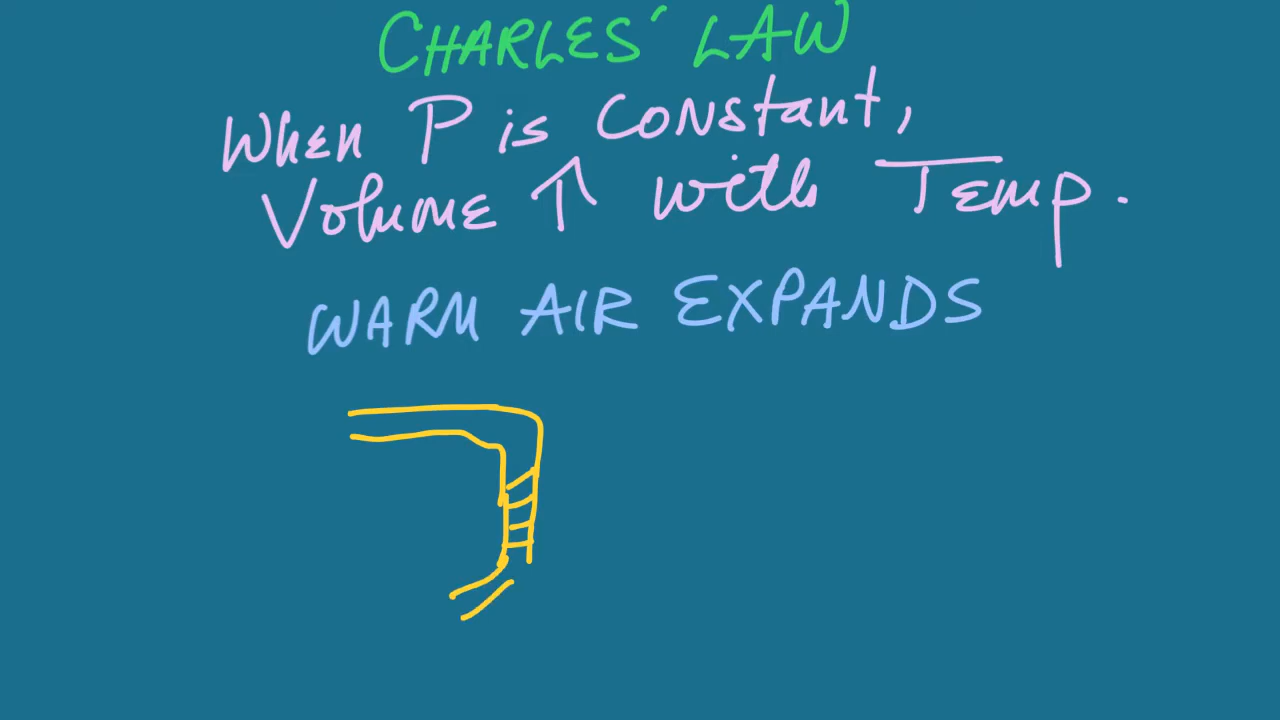 CHARLES' LAW
When P is Constant,
Volume ↑ with Temp.
WARM AIR EXPANDS